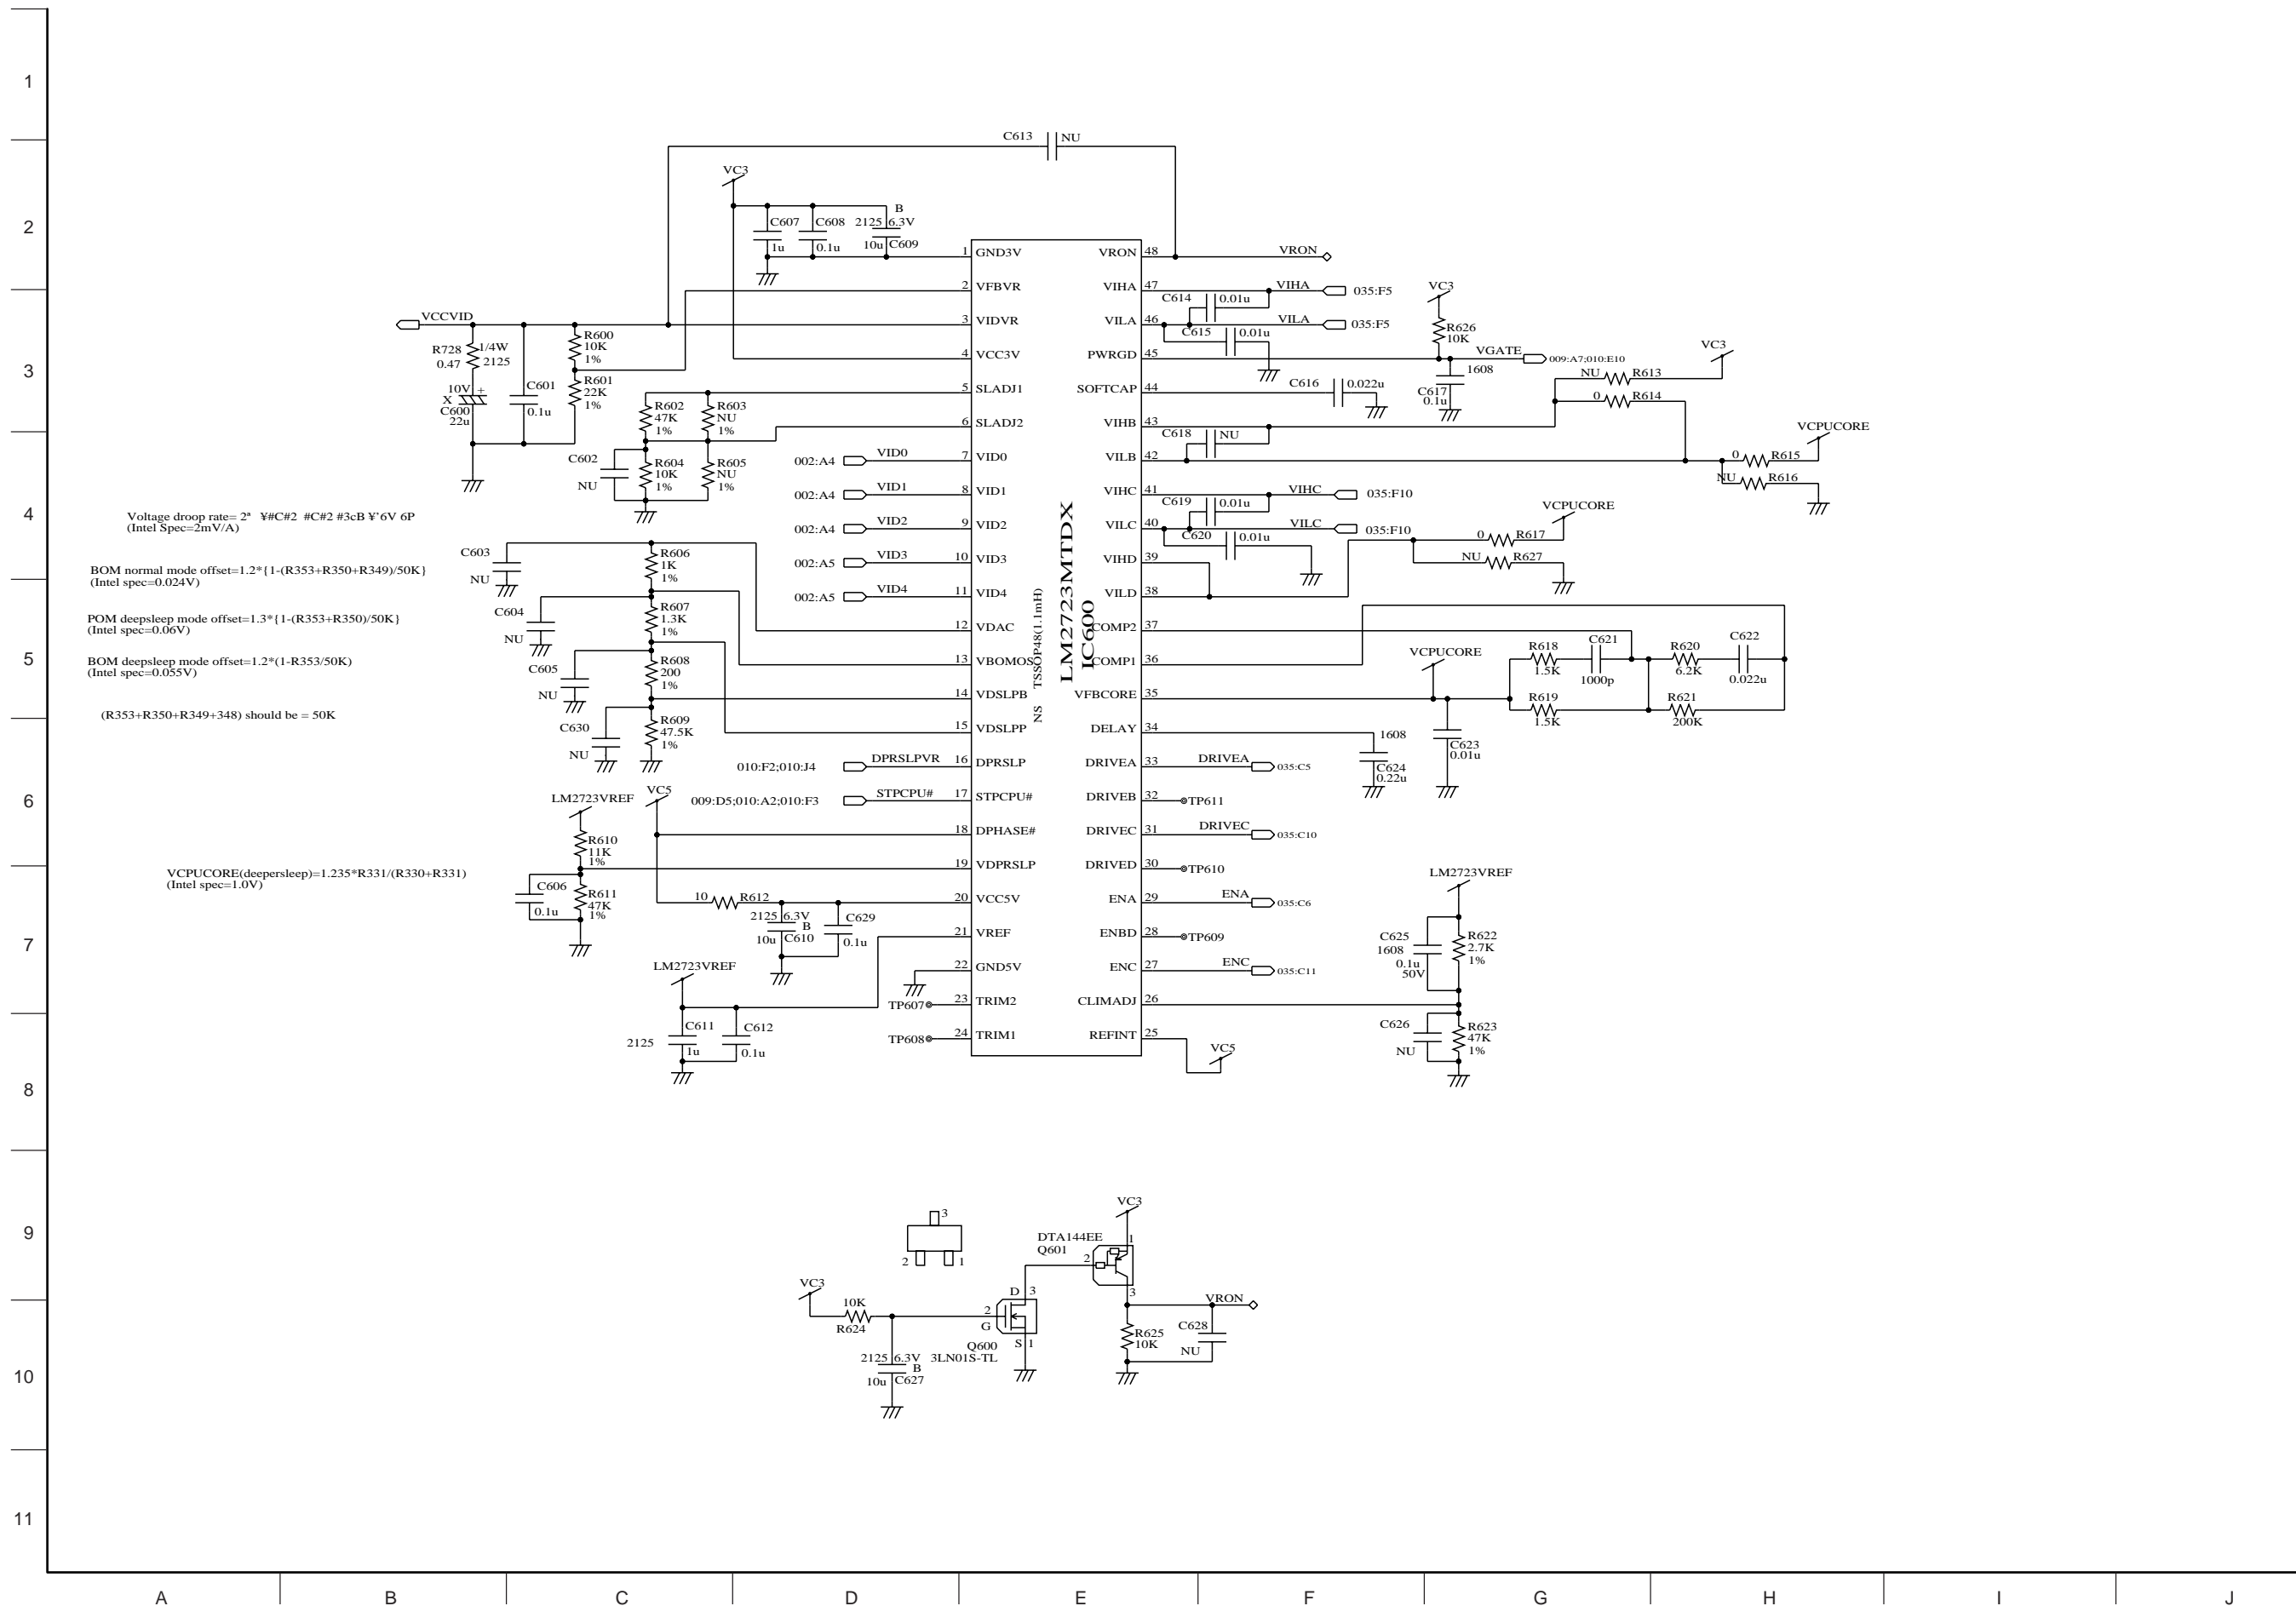 1
2
3
4
5
6
7
8
9
10
11
C613 NU
VC3
C607
1u
C608
0.1u
B
2125 6.3V
10u C609
VCCVID
R728 1/4W
0.47 2125
10V +
X
C600
22u
C601
0.1u
R600
10K
1%
R601
22K
1%
R602
47K
1%
R603
NU
1%
C602
NU
R604
10K
1%
R605
NU
1%
002:A4 VID0
002:A4 VID1
002:A4 VID2
002:A5 VID3
002:A5 VID4
Voltage droop rate= 2ª ¥#C#2 #C#2 #3cB ¥'6V 6P
(Intel Spec=2mV/A)
BOM normal mode offset=1.2*{1-(R353+R350+R349)/50K}
(Intel spec=0.024V)
POM deepsleep mode offset=1.3*{1-(R353+R350)/50K}
(Intel spec=0.06V)
BOM deepsleep mode offset=1.2*(1-R353/50K)
(Intel spec=0.055V)
(R353+R350+R349+348) should be = 50K
C603
NU
R606
1K
1%
C604
NU
R607
1.3K
1%
C605
NU
R608
200
1%
C630
NU
R609
47.5K
1%
010:F2;010:J4 DPRSLPVR
009:D5;010:A2;010:F3 STPCPU#
LM2723VREF
VC5
R610
11K
1%
VCPUCORE(deepersleep)=1.235*R331/(R330+R331)
(Intel spec=1.0V)
C606
0.1u
R611
47K
1%
10 R612
2125 6.3V
B
10u C610
C629
0.1u
LM2723VREF
2125
C611
1u
C612
0.1u
TP607
TP608
1 GND3V
2 VFBVR
3 VIDVR
4 VCC3V
5 SLADJ1
6 SLADJ2
7 VID0
8 VID1
9 VID2
10 VID3
11 VID4
12 VDAC
13 VBOMOS
14 VDSLPB
15 VDSLPP
16 DPRSLP
17 STPCPU#
18 DPHASE#
19 VDPRSLP
20 VCC5V
21 VREF
22 GND5V
23 TRIM2
24 TRIM1
NS TSSOP48(1.1mH)
LM2723MTDX
IC600
VRON 48
VIHA 47
VILA 46
PWRGD 45
SOFTCAP 44
VIHB 43
VILB 42
VIHC 41
VILC 40
VIHD 39
VILD 38
COMP2 37
COMP1 36
VFBCORE 35
DELAY 34
DRIVEA 33
DRIVEB 32
DRIVEC 31
DRIVED 30
ENA 29
ENBD 28
ENC 27
CLIMADJ 26
REFINT 25
VRON
VIHA 035:F5
C614 0.01u
VILA 035:F5
C615 0.01u
VC3
R626
10K
VGATE 009:A7;010:E10
1608
C617
0.1u
C616 0.022u
VC3
NU R613
0 R614
C618 NU
VCPUCORE
0 R615
NU R616
VIHC 035:F10
C619 0.01u
VILC 035:F10
C620 0.01u
VCPUCORE
0 R617
NU R627
VCPUCORE
R618
1.5K
C621
1000p
R620
6.2K
C622
0.022u
R619
1.5K
R621
200K
C623
0.01u
1608
C624
0.22u
DRIVEA 035:C5
TP611
DRIVEC 035:C10
TP610
ENA 035:C6
TP609
ENC 035:C11
LM2723VREF
C625
1608
0.1u
50V
R622
2.7K
1%
C626
NU
R623
47K
1%
VC5
3
2 1
DTA144EE
Q601
VC3
1
2
3
VC3
10K
R624
2125 6.3V
B
10u C627
D 3
2
G
S 1
Q600
3LN01S-TL
VRON
R625
10K
C628
NU
A B C D E F G H I J